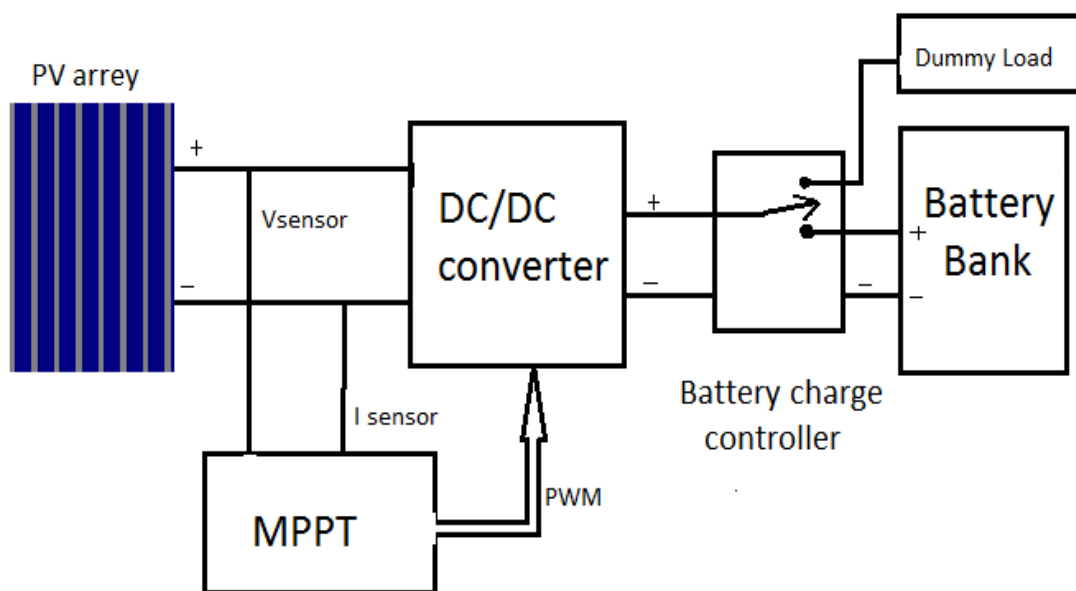 PV arrey
Dummy Load
+
Vsensor
−
DC/DC
converter
+
−
Battery
Bank
+
−
−
Battery charge
controller
I sensor
MPPT
PWM